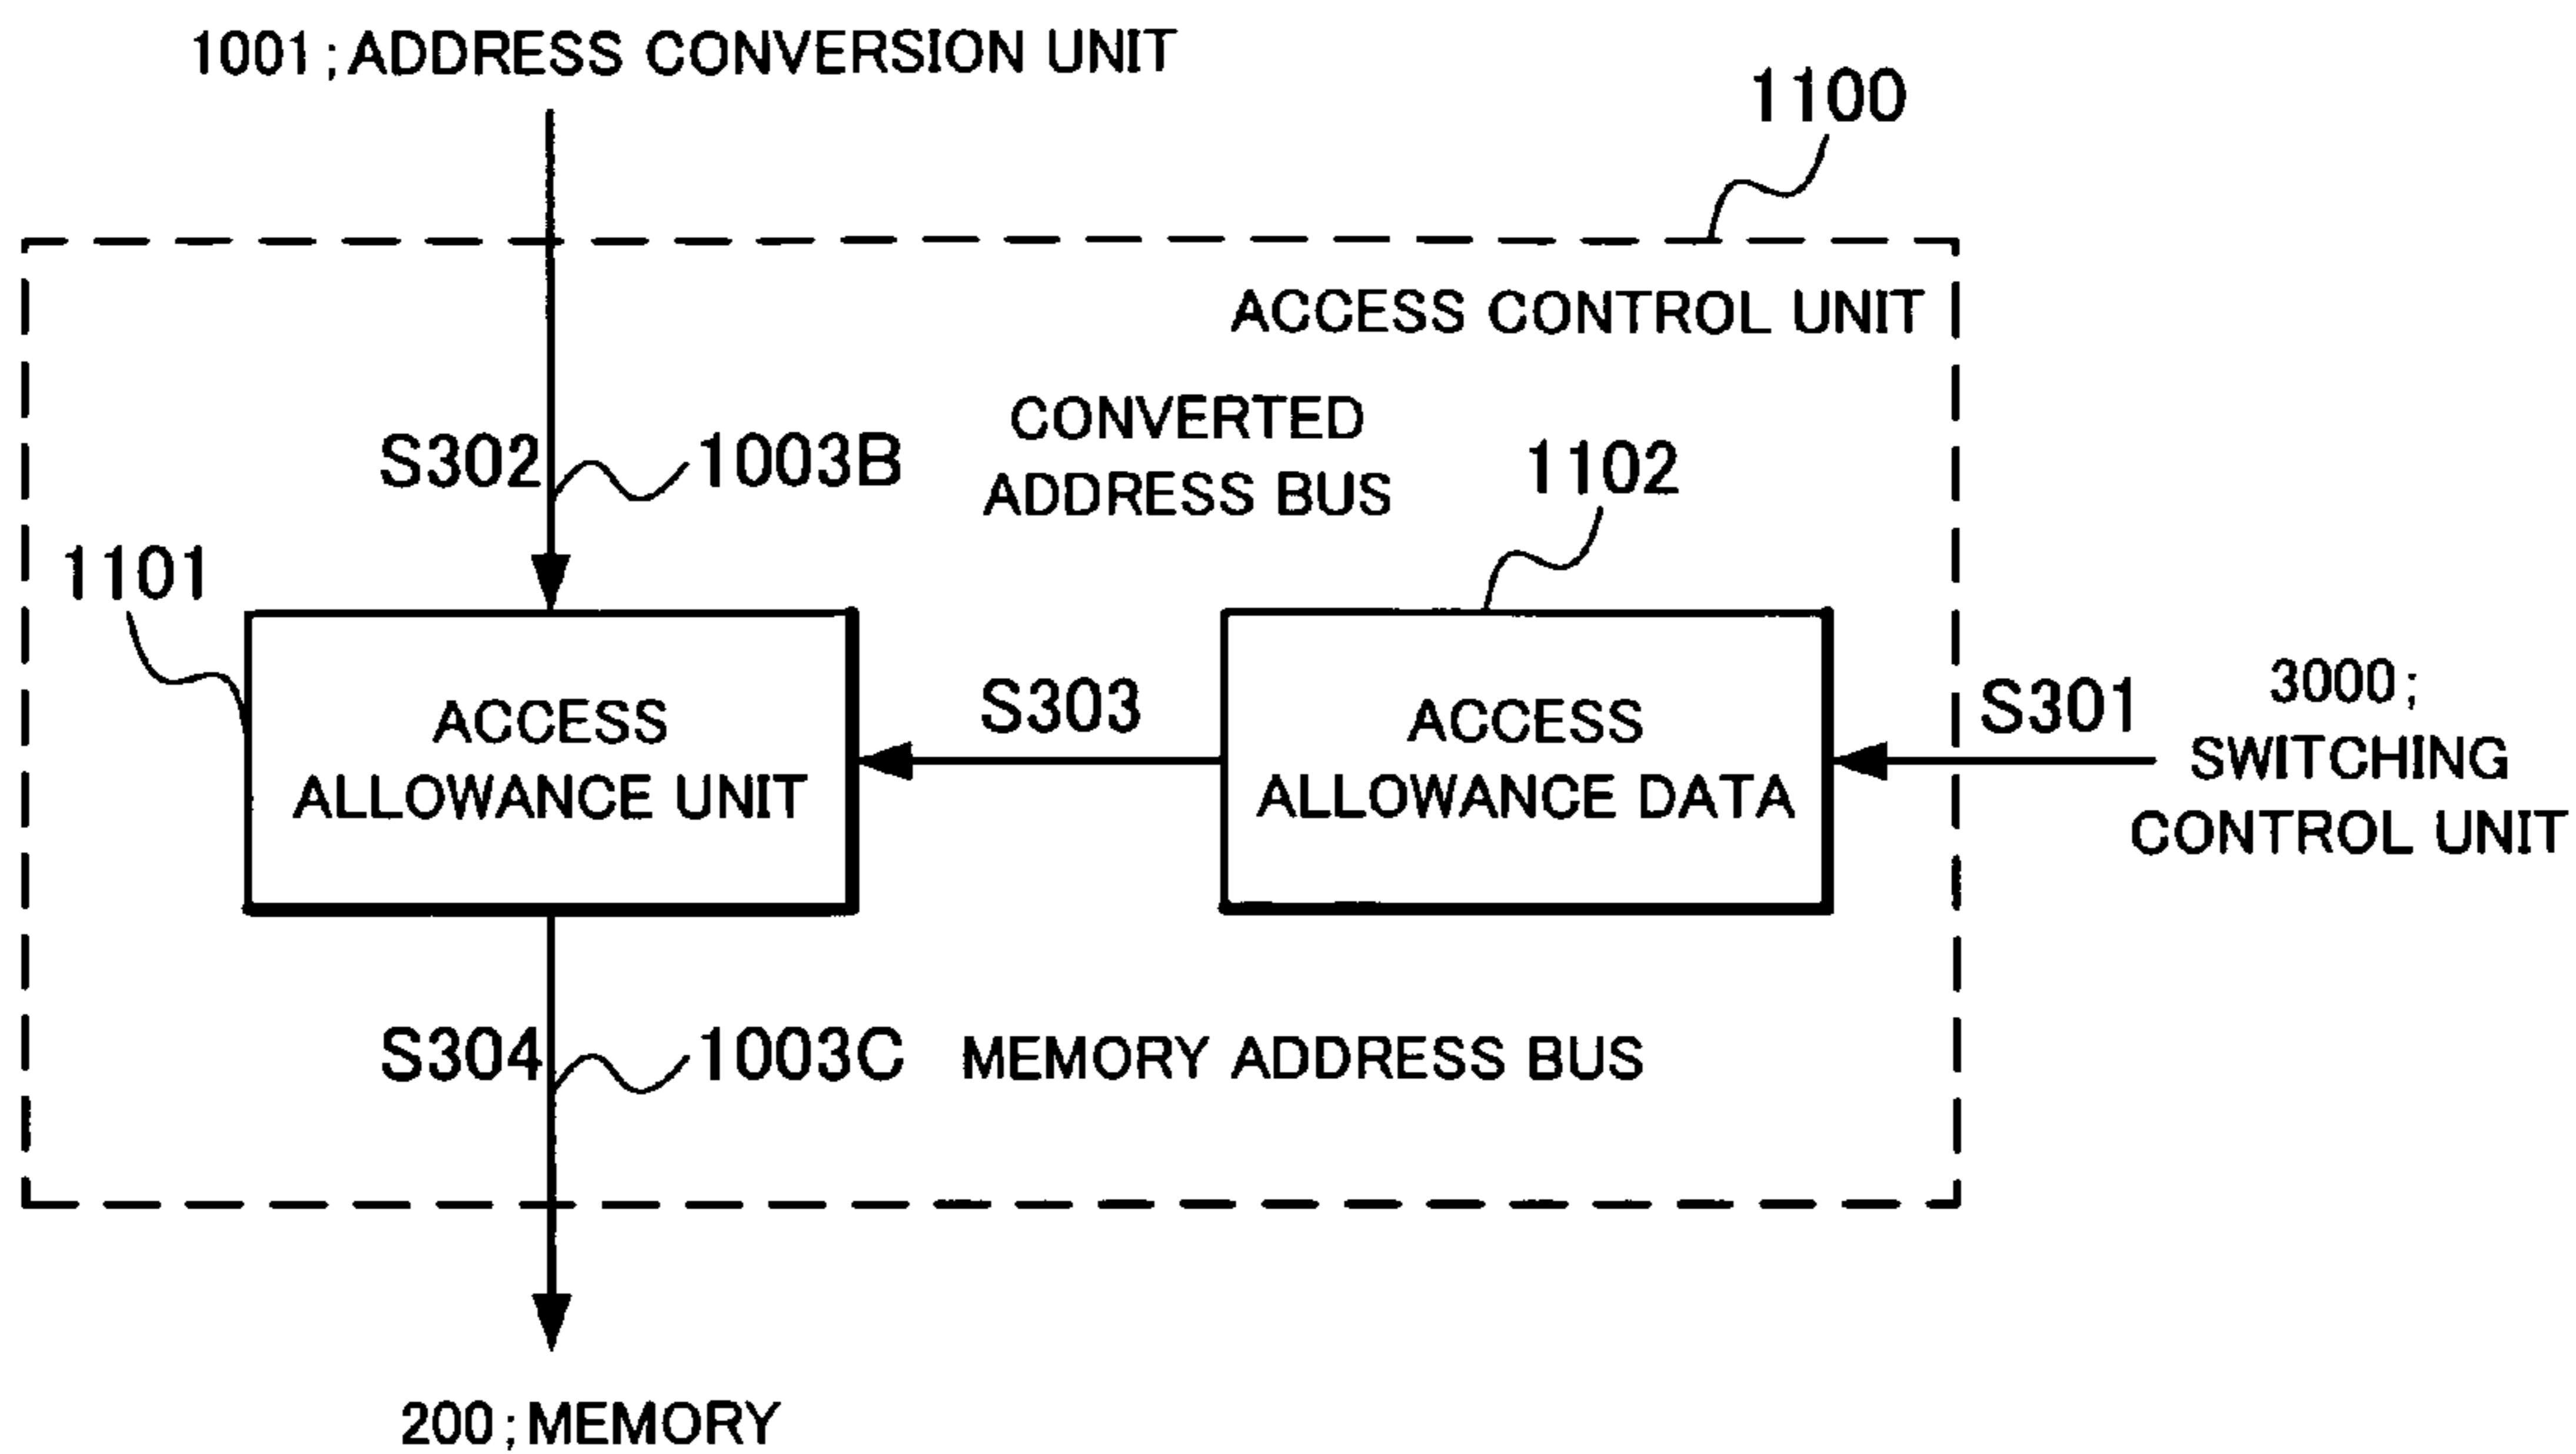 1001 ; ADDRESS CONVERSION UNIT
1100
ACCESS CONTROL UNIT
S302
1003B
CONVERTED
ADDRESS BUS
1102
1101
ACCESS
ALLOWANCE UNIT
S303
ACCESS
ALLOWANCE DATA
S301
3000 ;
SWITCHING
CONTROL UNIT
S304
1003C
MEMORY ADDRESS BUS
200 ; MEMORY